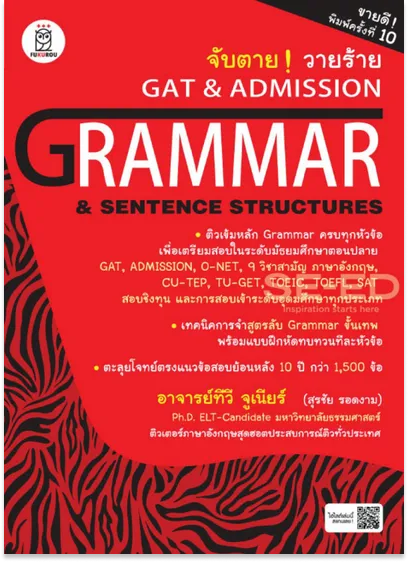 ขายดี!
พิมพ์ครั้งที่ 10
FUKUROU
จับตาย! วายร้าย
GAT & ADMISSION
GRAMMAR
& SENTENCE STRUCTURES
• ติวเข้มหลัก Grammar ครบทุกหัวข้อ
เพื่อเตรียมสอบในระดับมัธยมศึกษาตอนปลาย
GAT, ADMISSION, O-NET, 9 วิชาสามัญ ภาษาอังกฤษ,
CU-TEP, TU-GET, TOEIC, TOEFL, SAT
SE-ED
Inspiration starts here
สอบชิงทุน และการสอบเข้าระดับอุดมศึกษาทุกประเภท
• เทคนิคการจำสูตรลับ Grammar ขั้นเทพ
พร้อมแบบฝึกหัดทบทวนทีละหัวข้อ
• ตะลุยโจทย์ตรงแนวข้อสอบย้อนหลัง 10 ปี กว่า 1,500 ข้อ
อาจารย์ทีวี จูเนียร์ (สุรชัย รอดงาม)
Ph.D. ELT-Candidate มหาวิทยาลัยธรรมศาสตร์
ติวเตอร์ภาษาอังกฤษสุดฮอตประสบการณ์ติวทั่วประเทศ